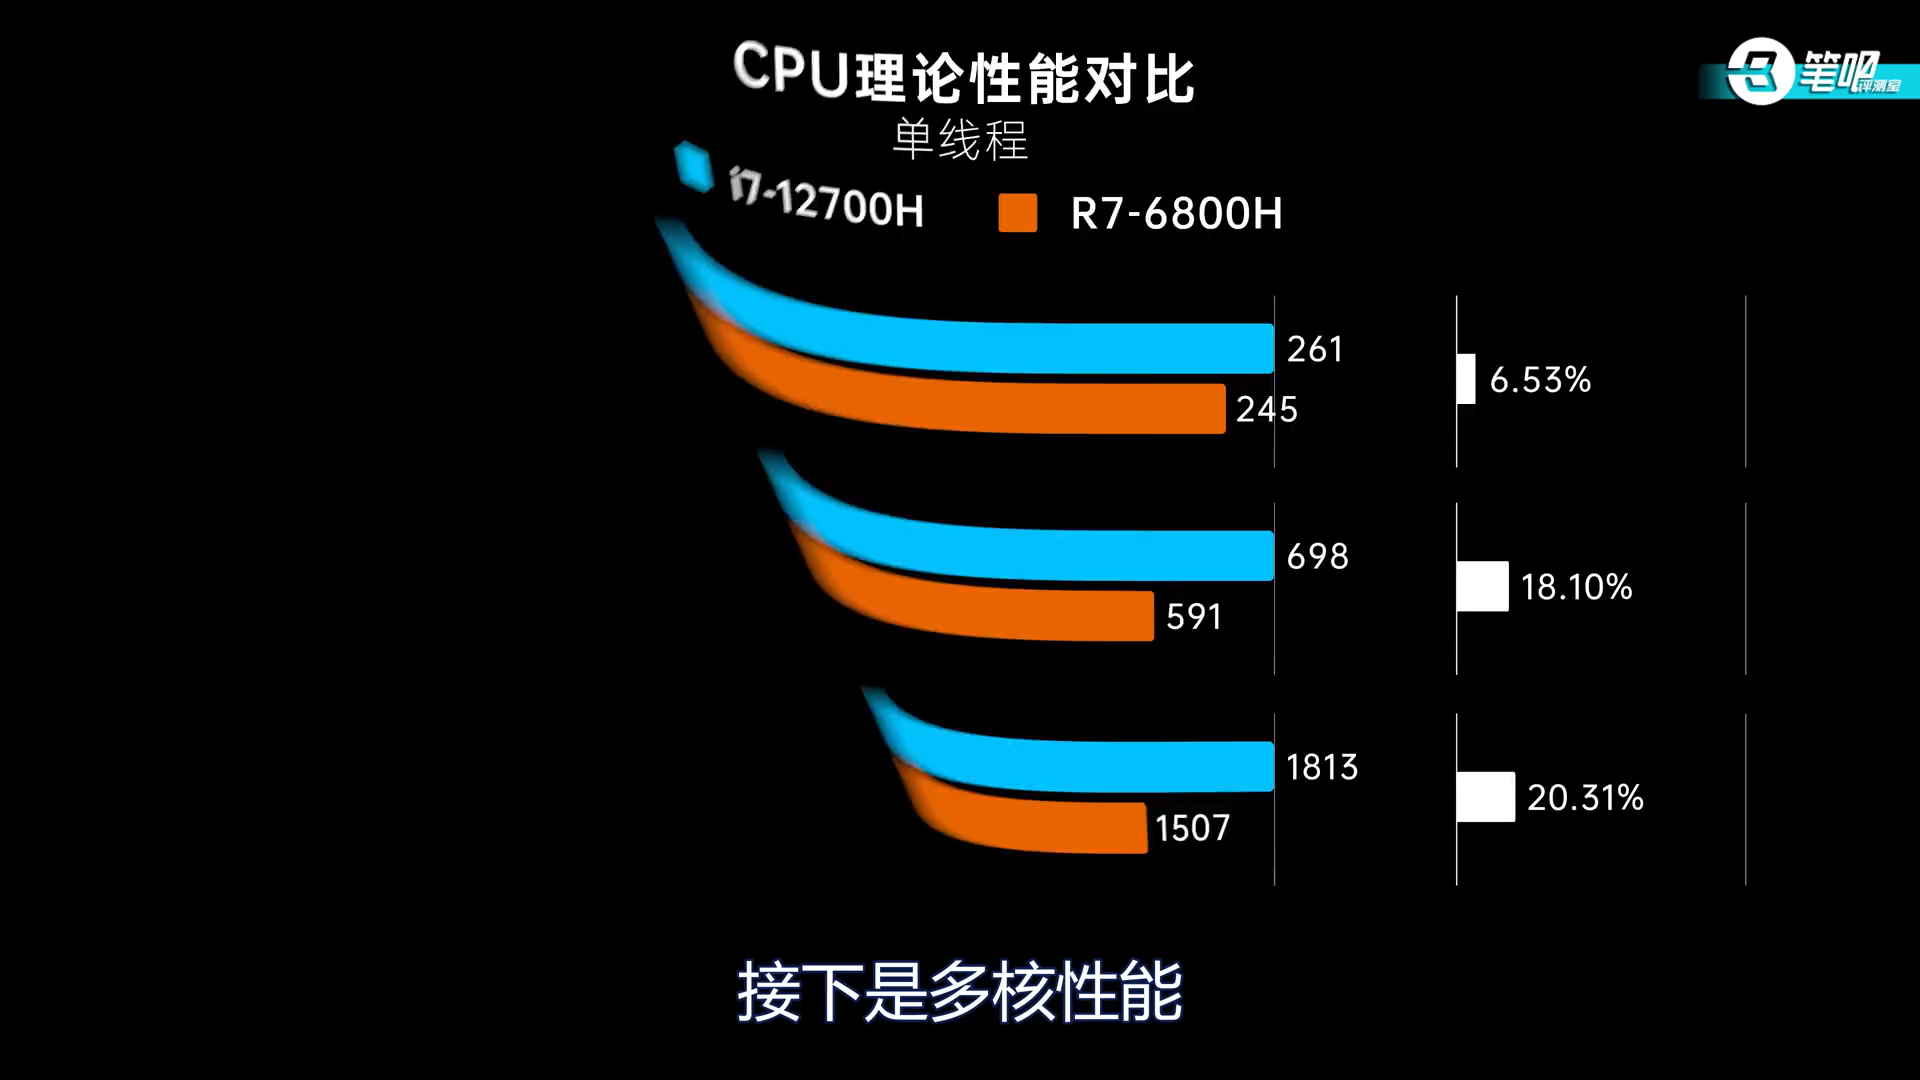 CPU理论性能对比
笔吧评测室
单线程
i7-12700H R7-6800H
261
245
6.53%
698
591
18.10%
1813
1507
20.31%
接下是多核性能